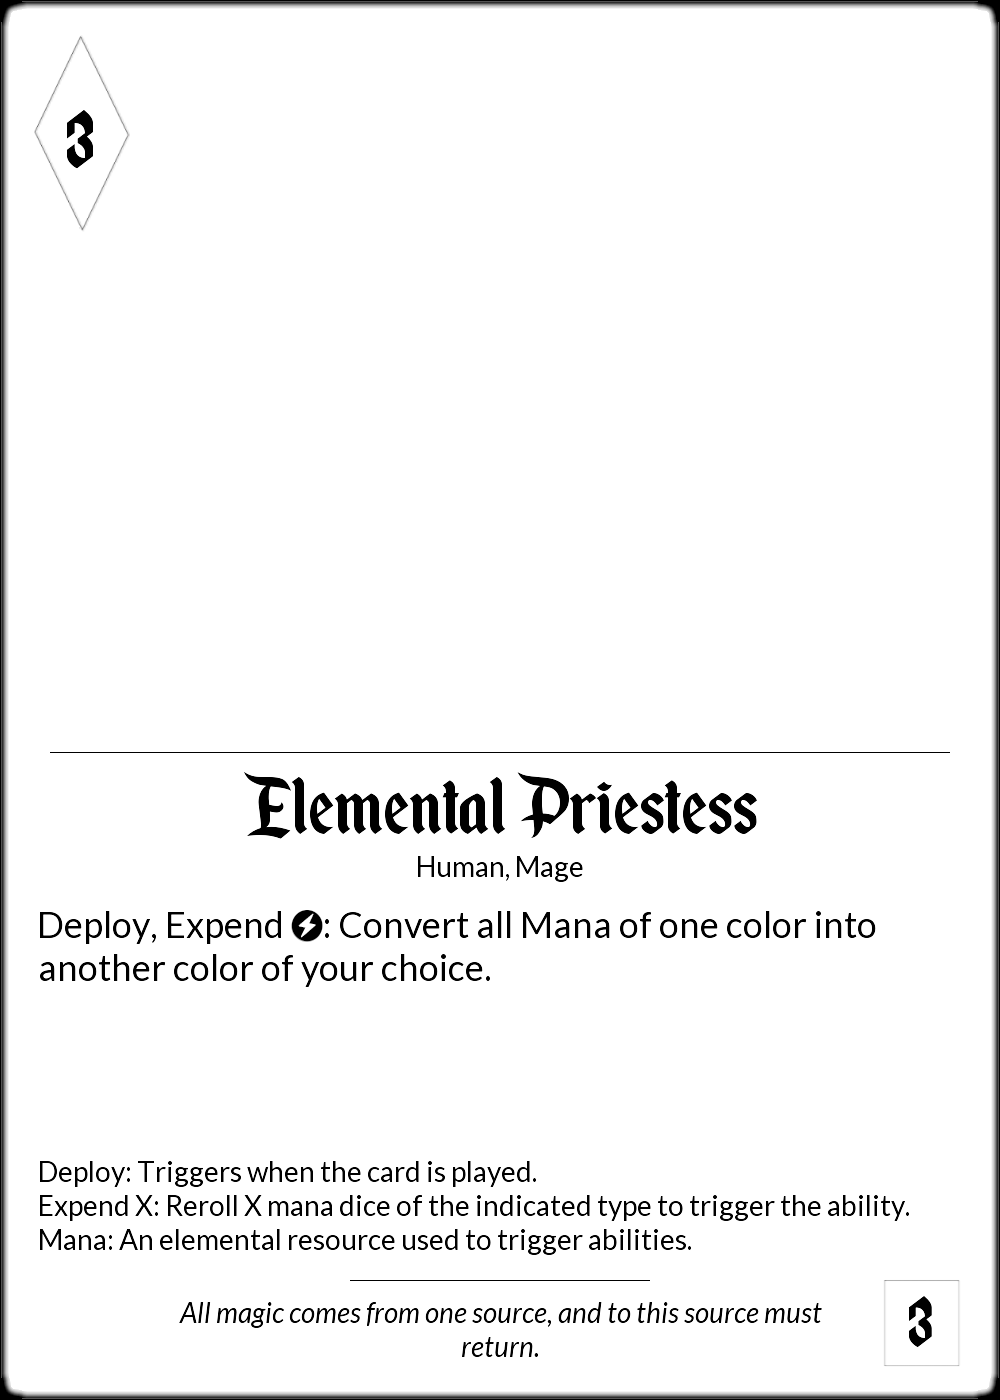 3
Elemental Priestess
Human, Mage
Deploy, Expend ⚡: Convert all Mana of one color into
another color of your choice.
Deploy: Triggers when the card is played.
Expend X: Reroll X mana dice of the indicated type to trigger the ability.
Mana: An elemental resource used to trigger abilities.
All magic comes from one source, and to this source must
return.
3